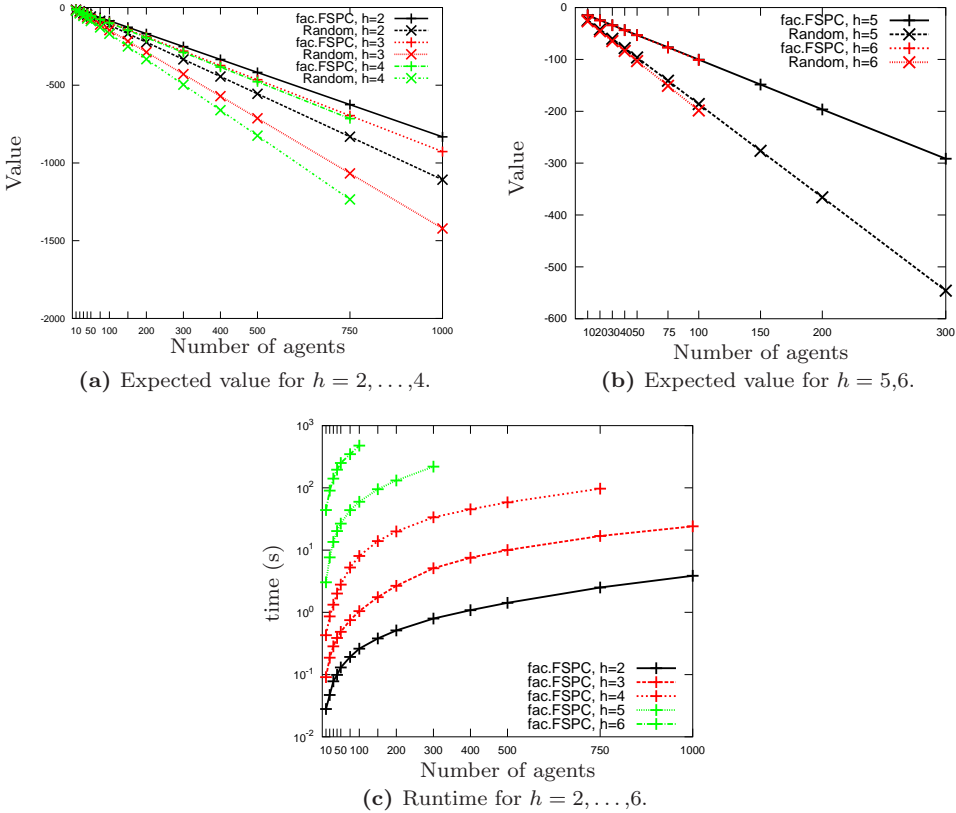 0
-500
-1000
-1500
-2000
Value
10 50 100 200 300 400 500 750 1000
Number of agents
fac.FSPC, h=2
Random, h=2
fac.FSPC, h=3
Random, h=3
fac.FSPC, h=4
Random, h=4
(a) Expected value for h = 2, . . . ,4.
0
-100
-200
-300
-400
-500
-600
Value
10 20 30 40 50 75 100 150 200 300
Number of agents
fac.FSPC, h=5
Random, h=5
fac.FSPC, h=6
Random, h=6
(b) Expected value for h = 5,6.
10^3
10^2
10^1
10^0
10^-1
10^-2
time (s)
10 50 100 200 300 400 500 750 1000
Number of agents
fac.FSPC, h=2
fac.FSPC, h=3
fac.FSPC, h=4
fac.FSPC, h=5
fac.FSPC, h=6
(c) Runtime for h = 2, . . . ,6.